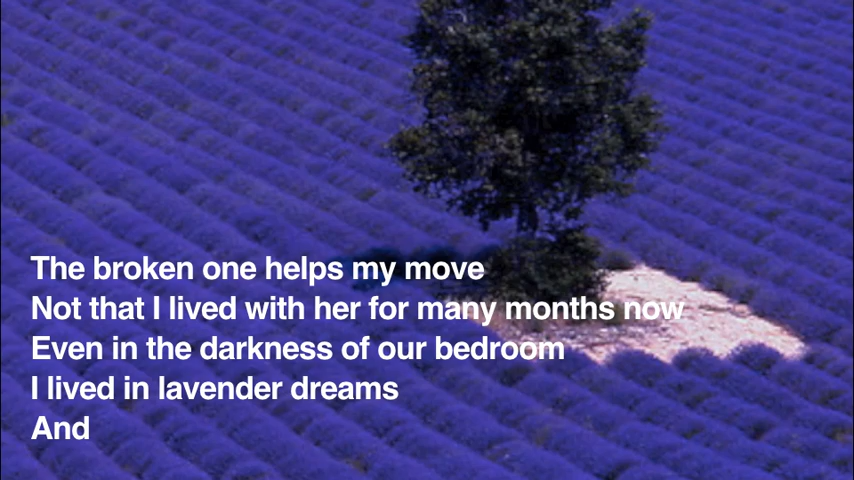 The broken one helps my move
Not that I lived with her for many months now
Even in the darkness of our bedroom
I lived in lavender dreams
And